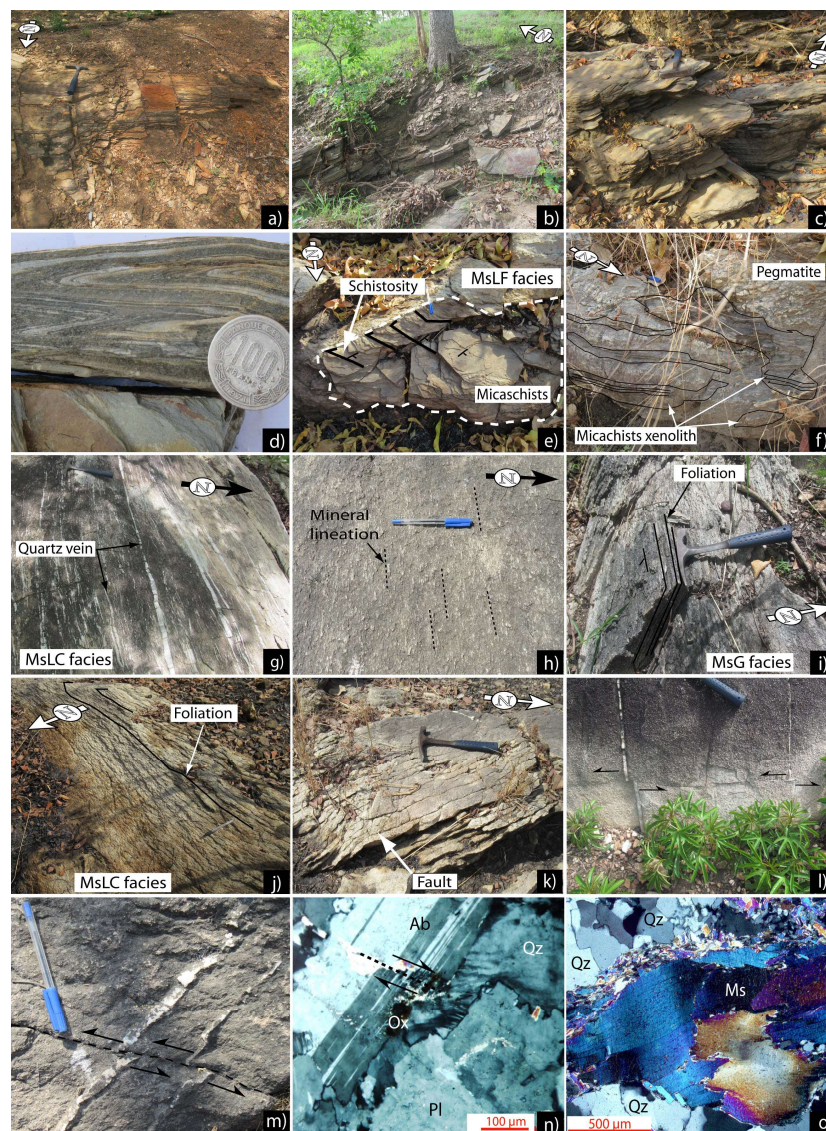 N
a)
N
b)
N
c)
100
d)
N
Schistosity
MsLF facies
Micaschists
e)
N
Pegmatite
Micachists xenolith
f)
N
Quartz vein
MsLC facies
g)
N
Mineral
lineation
h)
Foliation
N
MsG facies
i)
N
Foliation
MsLC facies
j)
N
Fault
k)
l)
m)
Ab
Qz
Ox
Pl
100 µm
n)
Qz
Qz
Ms
Qz
500 µm
o